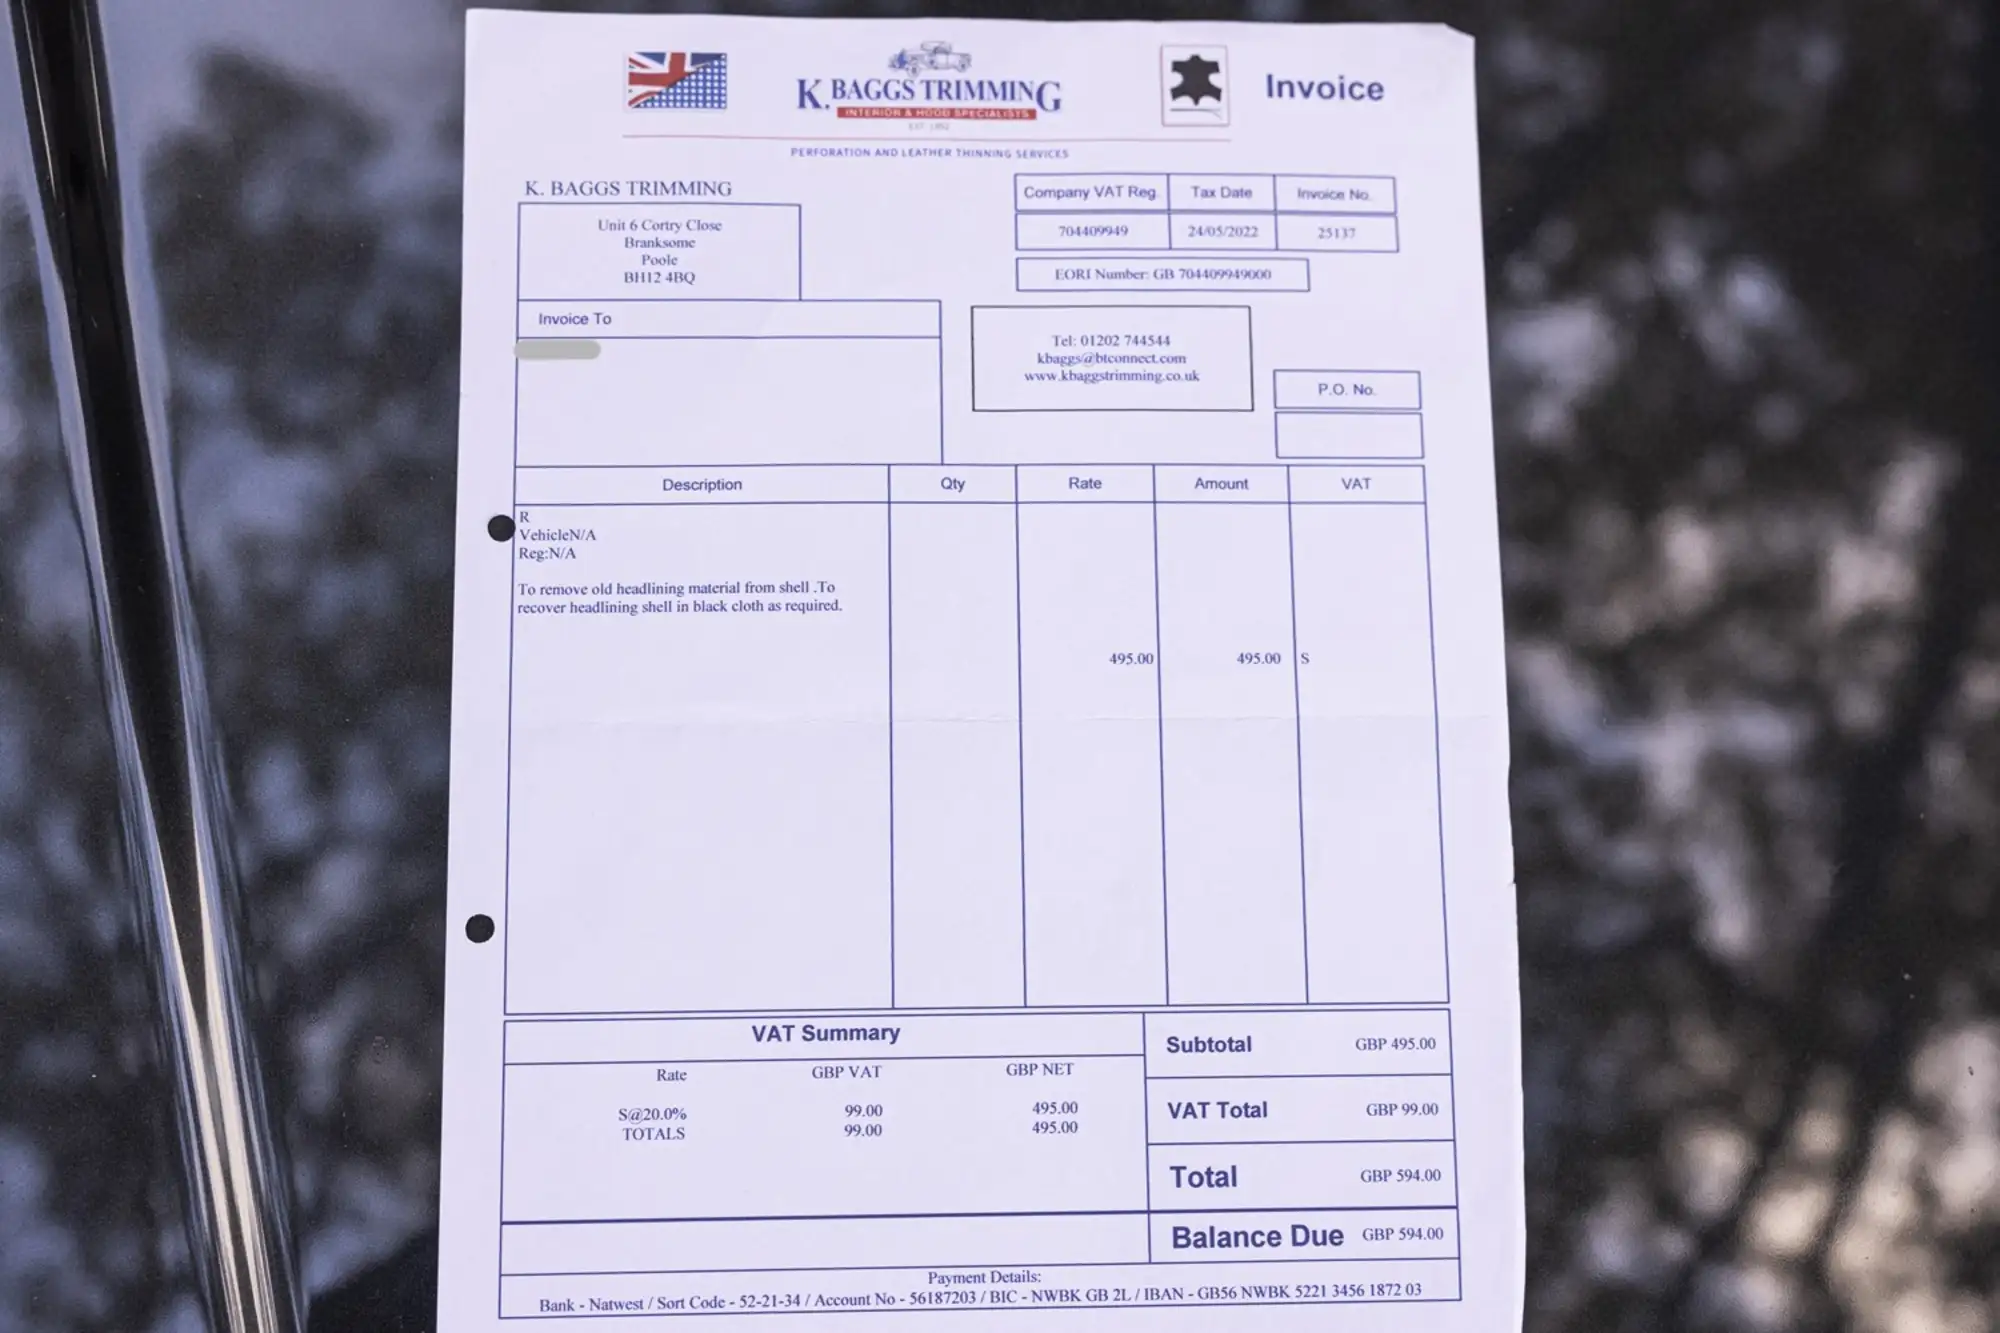 K. BAGGS TRIMMING
INTERIOR & HOOD SPECIALISTS
Invoice
PERFORATION AND LEATHER THINNING SERVICES
K. BAGGS TRIMMING
Unit 6 Cortry Close
Branksome
Poole
BH12 4BQ
Company VAT Reg. Tax Date Invoice No.
704409949 24/05/2022 25137
EORI Number: GB 704409949000
Invoice To
Tel: 01202 744544
kbaggs@btconnect.com
www.kbaggstrimming.co.uk
P.O. No.
Description Qty Rate Amount VAT
R
VehicleN/A
Reg:N/A
To remove old headlining material from shell .To
recover headlining shell in black cloth as required.
495.00 495.00 S
VAT Summary
Rate GBP VAT GBP NET
S@20.0% 99.00 495.00
TOTALS 99.00 495.00
Subtotal GBP 495.00
VAT Total GBP 99.00
Total GBP 594.00
Balance Due GBP 594.00
Payment Details:
Bank - Natwest / Sort Code - 52-21-34 / Account No - 56187203 / BIC - NWBK GB 2L / IBAN - GB56 NWBK 5221 3456 1872 03